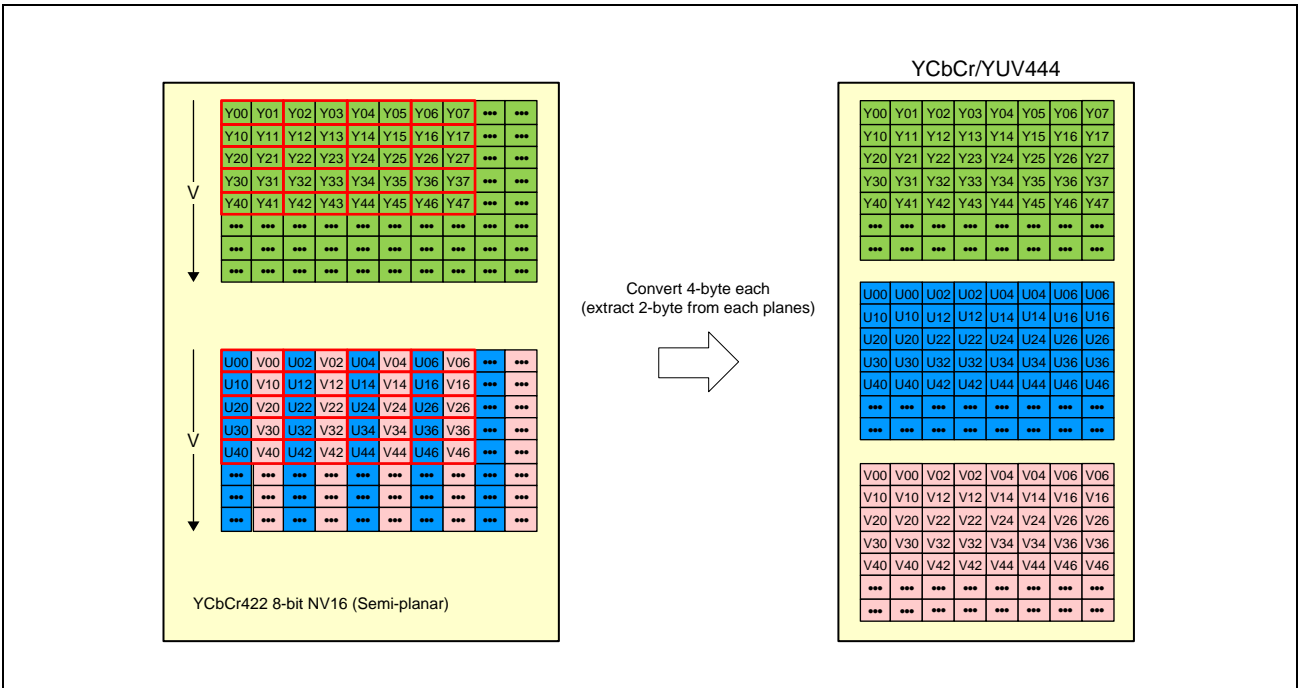 YCbCr/YUV444
Y00 Y01 Y02 Y03 Y04 Y05 Y06 Y07 ••• •••
Y10 Y11 Y12 Y13 Y14 Y15 Y16 Y17 ••• •••
Y20 Y21 Y22 Y23 Y24 Y25 Y26 Y27 ••• •••
Y30 Y31 Y32 Y33 Y34 Y35 Y36 Y37 ••• •••
Y40 Y41 Y42 Y43 Y44 Y45 Y46 Y47 ••• •••
••• ••• ••• ••• ••• ••• ••• ••• ••• •••
••• ••• ••• ••• ••• ••• ••• ••• ••• •••
••• ••• ••• ••• ••• ••• ••• ••• ••• •••
V
U00 V00 U02 V02 U04 V04 U06 V06 ••• •••
U10 V10 U12 V12 U14 V14 U16 V16 ••• •••
U20 V20 U22 V22 U24 V24 U26 V26 ••• •••
U30 V30 U32 V32 U34 V34 U36 V36 ••• •••
U40 V40 U42 V42 U44 V44 U46 V46 ••• •••
••• ••• ••• ••• ••• ••• ••• ••• ••• •••
••• ••• ••• ••• ••• ••• ••• ••• ••• •••
••• ••• ••• ••• ••• ••• ••• ••• ••• •••
V
YCbCr422 8-bit NV16 (Semi-planar)
Convert 4-byte each
(extract 2-byte from each planes)
Y00 Y01 Y02 Y03 Y04 Y05 Y06 Y07
Y10 Y11 Y12 Y13 Y14 Y15 Y16 Y17
Y20 Y21 Y22 Y23 Y24 Y25 Y26 Y27
Y30 Y31 Y32 Y33 Y34 Y35 Y36 Y37
Y40 Y41 Y42 Y43 Y44 Y45 Y46 Y47
••• ••• ••• ••• ••• ••• ••• •••
••• ••• ••• ••• ••• ••• ••• •••
U00 U00 U02 U02 U04 U04 U06 U06
U10 U10 U12 U12 U14 U14 U16 U16
U20 U20 U22 U22 U24 U24 U26 U26
U30 U30 U32 U32 U34 U34 U36 U36
U40 U40 U42 U42 U44 U44 U46 U46
••• ••• ••• ••• ••• ••• ••• •••
••• ••• ••• ••• ••• ••• ••• •••
V00 V00 V02 V02 V04 V04 V06 V06
V10 V10 V12 V12 V14 V14 V16 V16
V20 V20 V22 V22 V24 V24 V26 V26
V30 V30 V32 V32 V34 V34 V36 V36
V40 V40 V42 V42 V44 V44 V46 V46
••• ••• ••• ••• ••• ••• ••• •••
••• ••• ••• ••• ••• ••• ••• •••